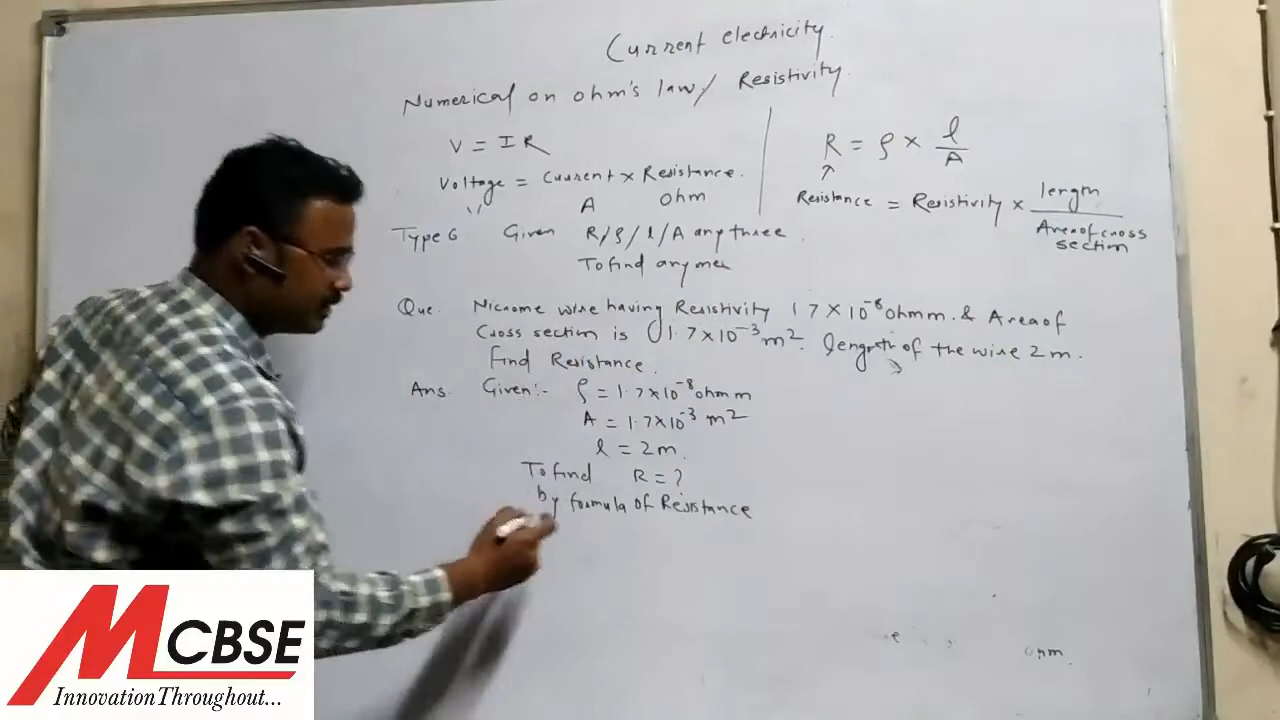 Current electricity.
Numerical on ohm's law / Resistivity.
V = I R
Voltage = Current × Resistance.
A ohm
R = ρ × l/A
Resistance = Resistivity × length / Area of cross section
Type 6 Given R/ρ/l/A any three.
To find any
Que. Nicrome wire having Resistivity 1.7×10⁻⁸ ohm m. & Area of
Cross section is 1.7×10⁻³ m². length of the wire 2 m.
find Resistance.
Ans. Given:- ρ = 1.7×10⁻⁸ ohm m
A = 1.7×10⁻³ m²
l = 2m.
To find R = ?
by formula of Resistance
MCBSE
Innovation Throughout...